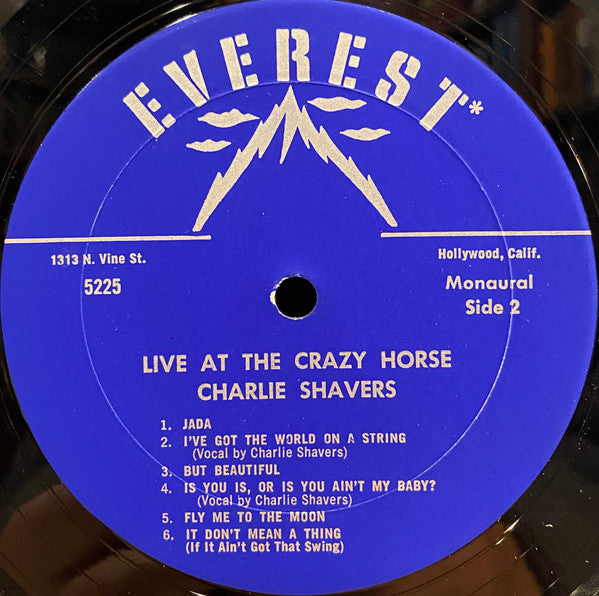 EVEREST*
1313 N. Vine St.
Hollywood, Calif.
5225
Monaural
Side 2
LIVE AT THE CRAZY HORSE
CHARLIE SHAVERS
1. JADA
2. I'VE GOT THE WORLD ON A STRING
(Vocal by Charlie Shavers)
3. BUT BEAUTIFUL
4. IS YOU IS, OR IS YOU AIN'T MY BABY?
(Vocal by Charlie Shavers)
5. FLY ME TO THE MOON
6. IT DON'T MEAN A THING
(If It Ain't Got That Swing)